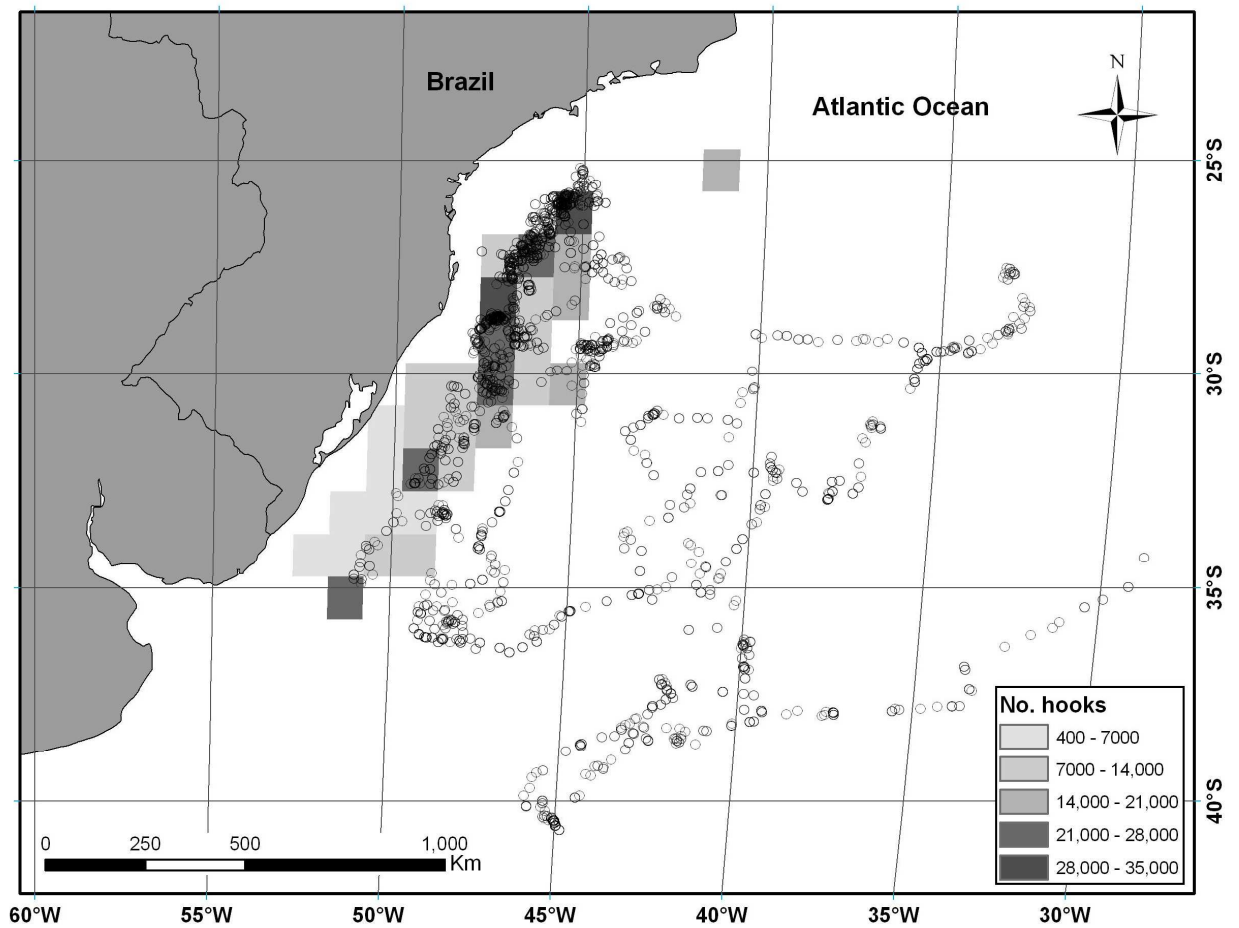 Brazil
Atlantic Ocean
N
25°S
30°S
35°S
40°S
No. hooks
400 - 7000
7000 - 14,000
14,000 - 21,000
21,000 - 28,000
28,000 - 35,000
0 250 500 1,000
Km
60°W 55°W 50°W 45°W 40°W 35°W 30°W